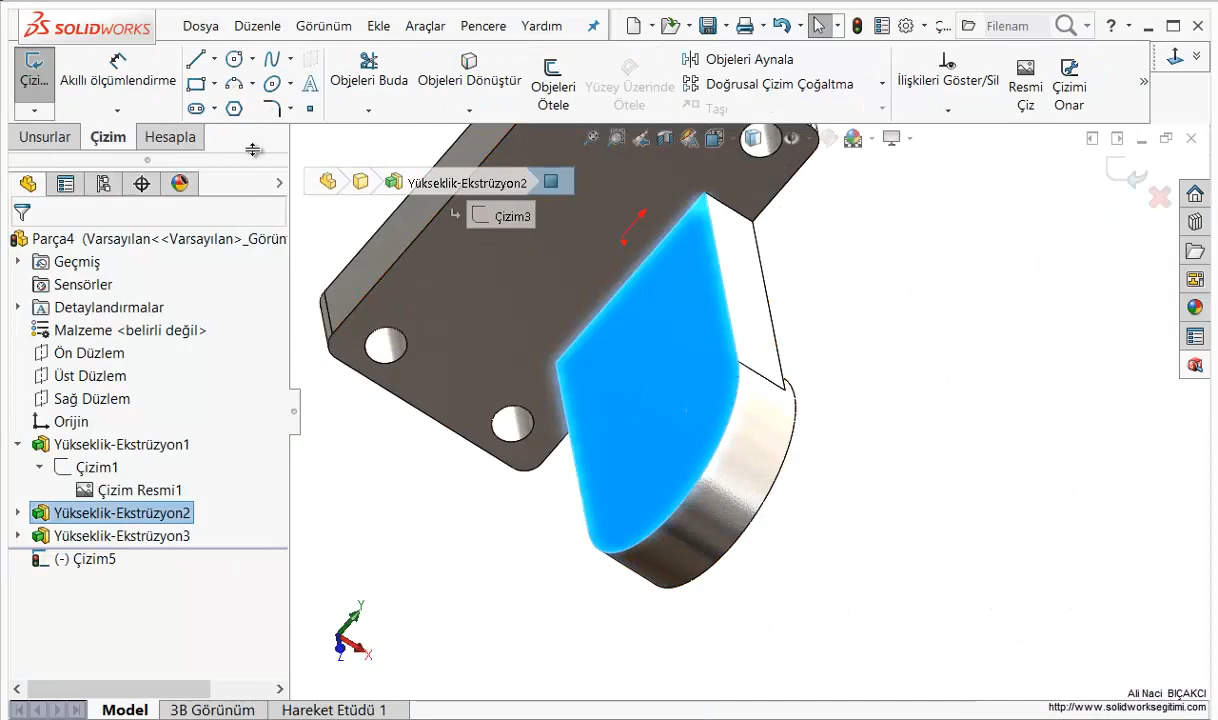 SOLIDWORKS
Dosya Düzenle Görünüm Ekle Araçlar Pencere Yardım
Ç... Filenam ?
Çizi... Akıllı ölçümlendirme
Objeleri Buda
Objeleri Dönüştür
Objeleri Ötele
Yüzey Üzerinde Ötele
Objeleri Aynala
Doğrusal Çizim Çoğaltma
Taşı
İlişkileri Göster/Sil
Resmi Çiz
Çizimi Onar
Unsurlar Çizim Hesapla
Yükseklik-Ekstrüzyon2
Çizim3
Parça4 (Varsayılan<<Varsayılan>_Görün
Geçmiş
Sensörler
Detaylandırmalar
Malzeme <belirli değil>
Ön Düzlem
Üst Düzlem
Sağ Düzlem
Orijin
Yükseklik-Ekstrüzyon1
Çizim1
Çizim Resmi1
Yükseklik-Ekstrüzyon2
Yükseklik-Ekstrüzyon3
(-) Çizim5
Y
X
Z
Ali Naci BIÇAKCI
http://www.solidworksegitimi.com
Model 3B Görünüm Hareket Etüdü 1